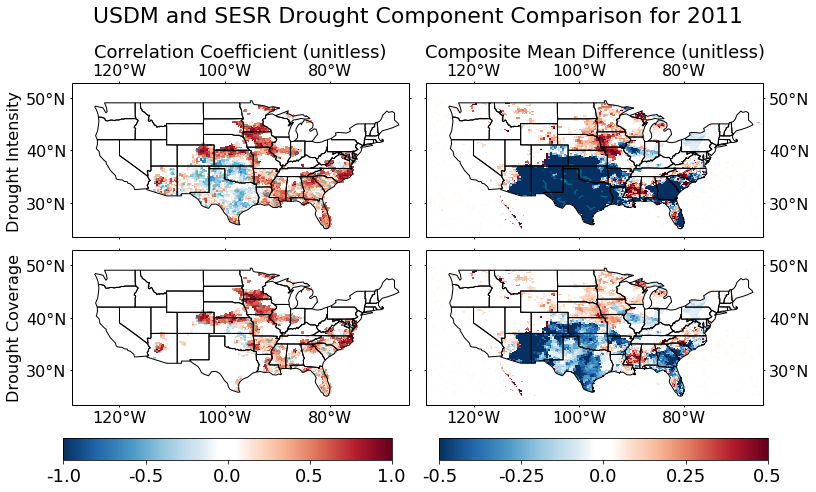 USDM and SESR Drought Component Comparison for 2011
Correlation Coefficient (unitless)
Composite Mean Difference (unitless)
120°W 100°W 80°W
120°W 100°W 80°W
Drought Intensity
50°N
40°N
30°N
50°N
40°N
30°N
Drought Coverage
50°N
40°N
30°N
50°N
40°N
30°N
120°W 100°W 80°W
120°W 100°W 80°W
-1.0 -0.5 0.0 0.5 1.0
-0.5 -0.25 0.0 0.25 0.5